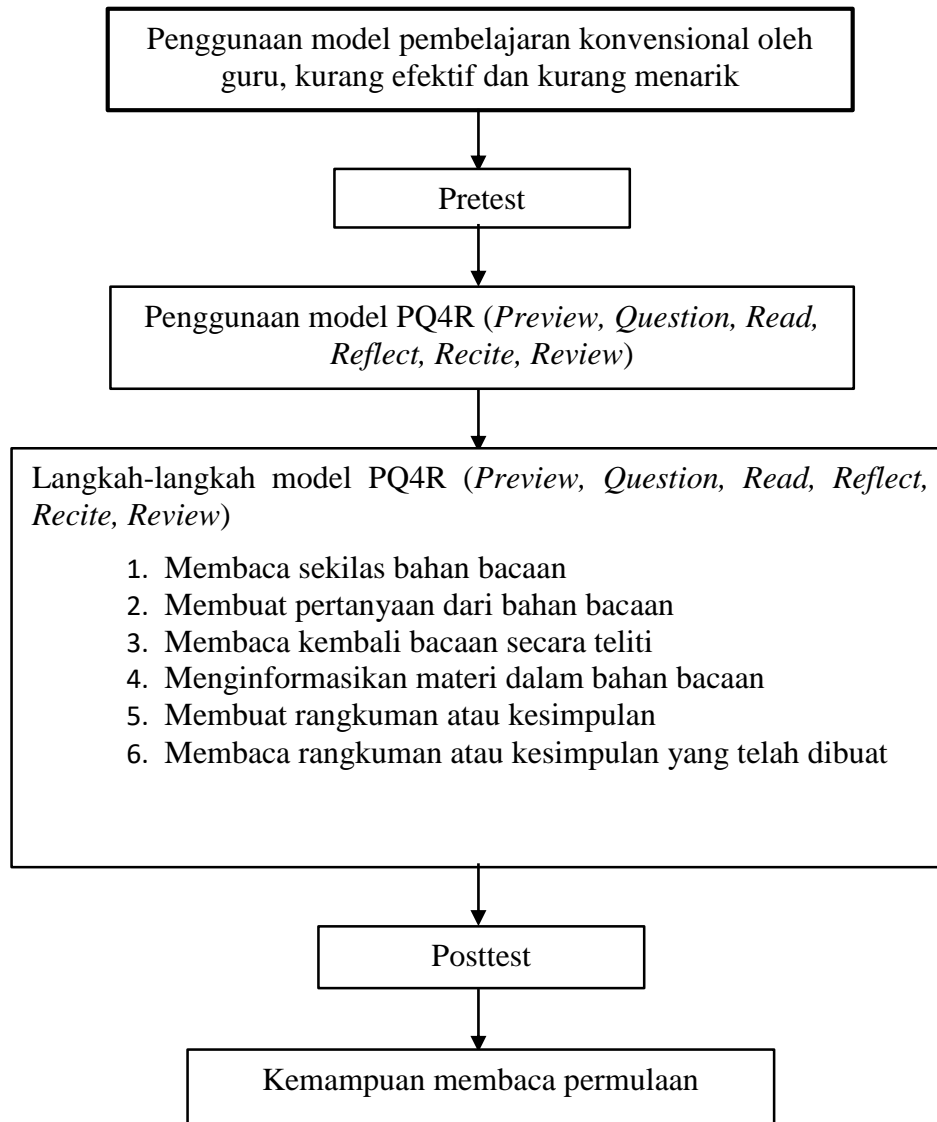 Penggunaan model pembelajaran konvensional oleh
guru, kurang efektif dan kurang menarik
Pretest
Penggunaan model PQ4R (Preview, Question, Read,
Reflect, Recite, Review)
Langkah-langkah model PQ4R (Preview, Question, Read, Reflect,
Recite, Review)
1. Membaca sekilas bahan bacaan
2. Membuat pertanyaan dari bahan bacaan
3. Membaca kembali bacaan secara teliti
4. Menginformasikan materi dalam bahan bacaan
5. Membuat rangkuman atau kesimpulan
6. Membaca rangkuman atau kesimpulan yang telah dibuat
Posttest
Kemampuan membaca permulaan